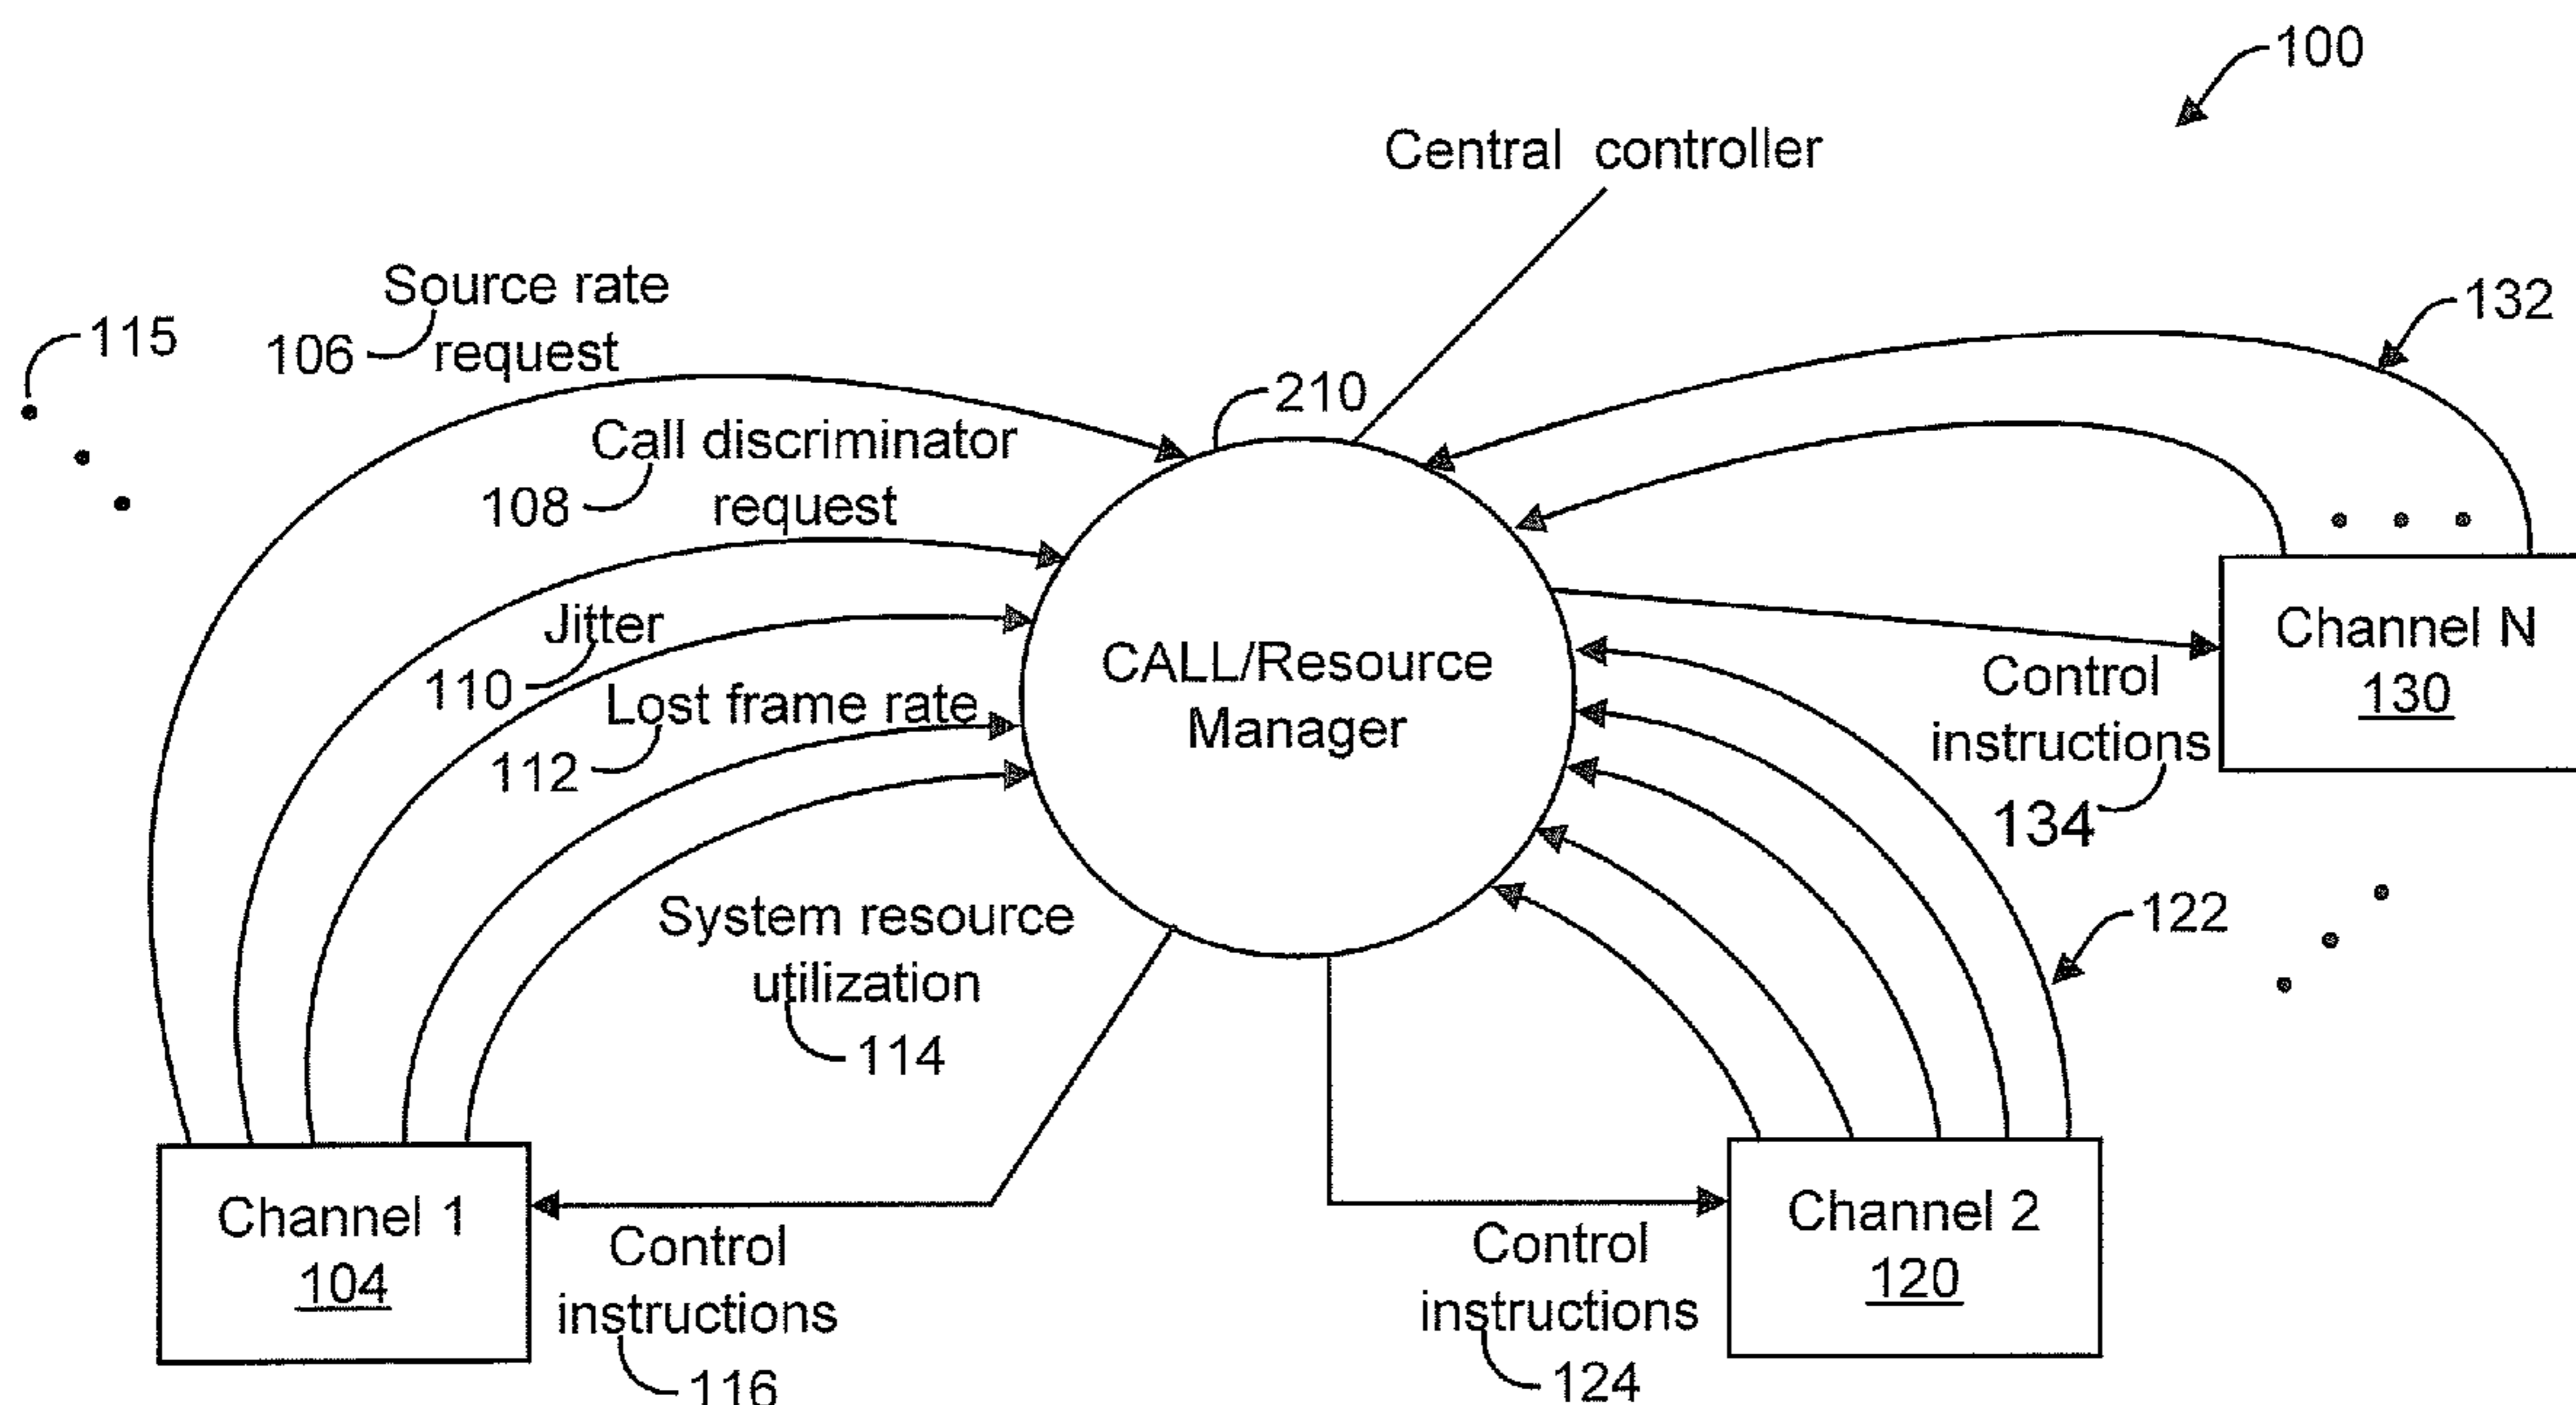 100
Central controller
Source rate
request
106
115
132
210
Call discriminator
request
108
Jitter
110
Lost frame rate
112
CALL/Resource
Manager
Channel N
130
Control
instructions
134
System resource
utilization
114
122
Channel 1
104
Control
instructions
116
Control
instructions
124
Channel 2
120